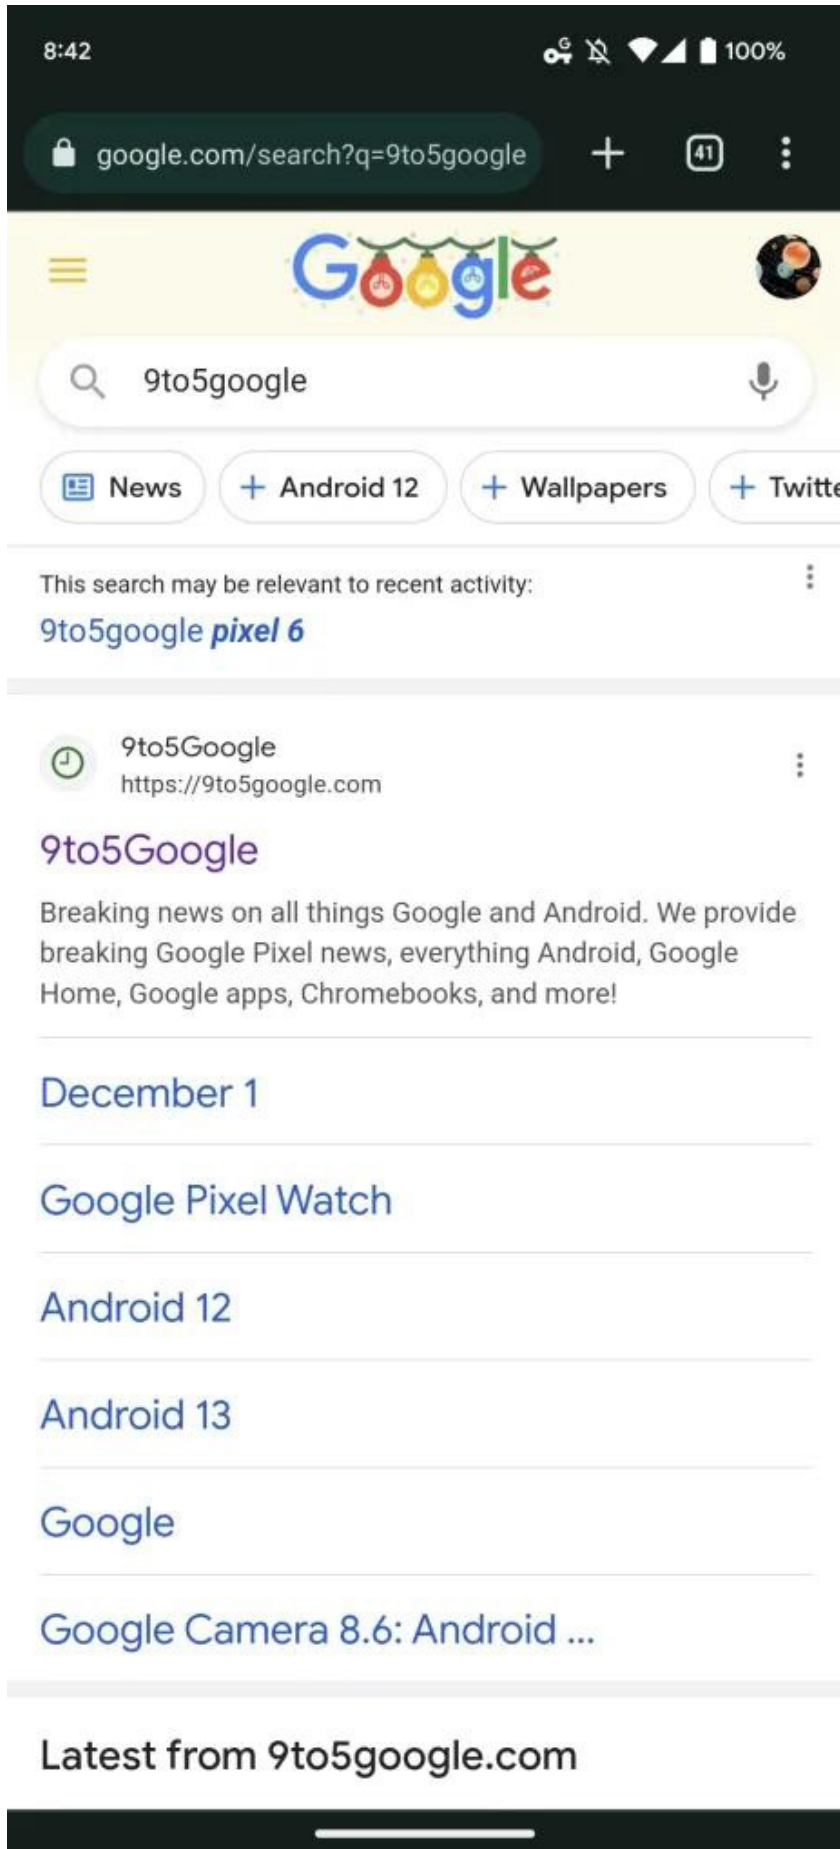 8:42
100%
google.com/search?q=9to5google
41
Google
9to5google
News
Android 12
Wallpapers
Twitte
This search may be relevant to recent activity:
9to5google pixel 6
9to5Google
https://9to5google.com
9to5Google
Breaking news on all things Google and Android. We provide
breaking Google Pixel news, everything Android, Google
Home, Google apps, Chromebooks, and more!
December 1
Google Pixel Watch
Android 12
Android 13
Google
Google Camera 8.6: Android ...
Latest from 9to5google.com